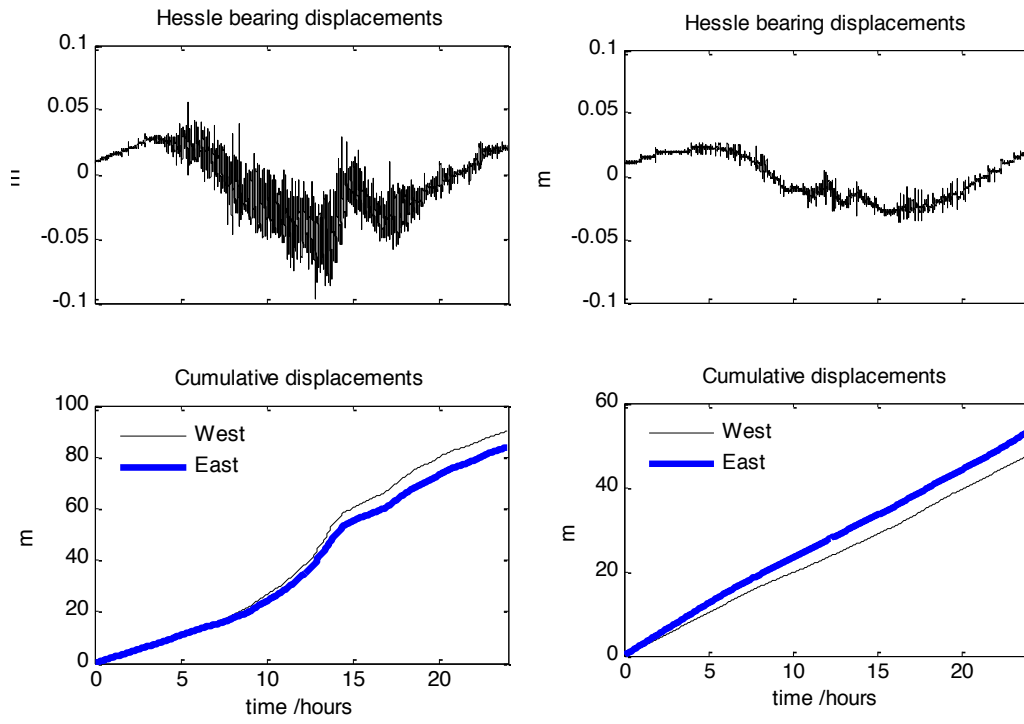 Hessle bearing displacements
0.1
0.05
0
-0.05
-0.1
m
Hessle bearing displacements
0.1
0.05
0
-0.05
-0.1
m
Cumulative displacements
100
80
60
40
20
0
m
West
East
0 5 10 15 20
time /hours
Cumulative displacements
60
40
20
0
m
West
East
0 5 10 15 20
time /hours